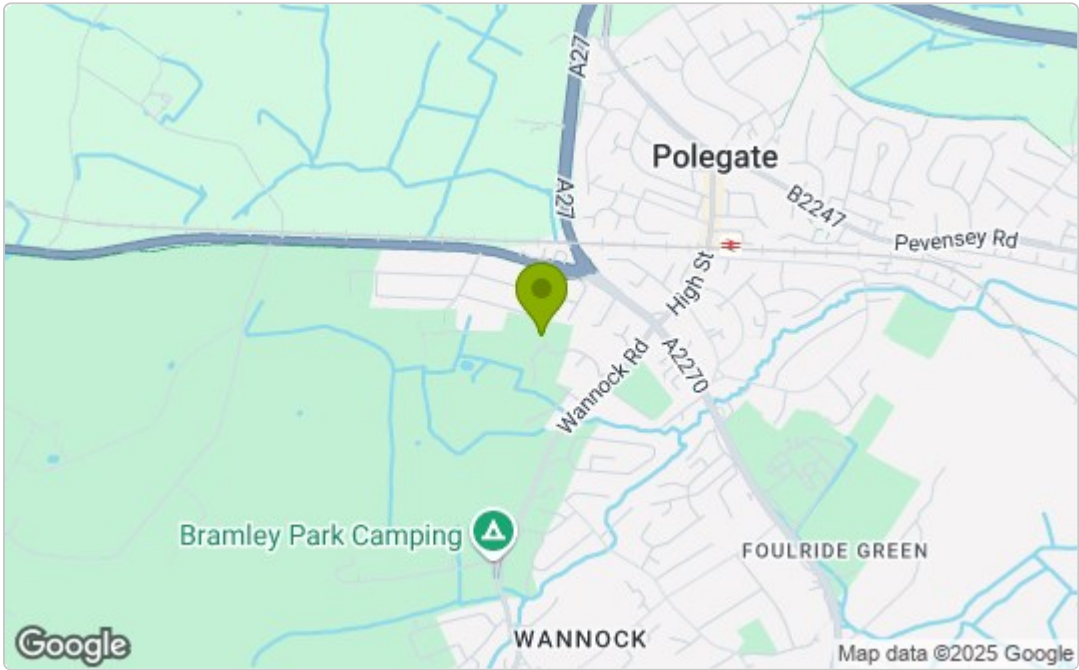 A27
Polegate
A27
B2247
Pevensey Rd
High St
A2270
Wannock Rd
Bramley Park Camping
FOULRIDE GREEN
WANNOCK
Google
Map data ©2025 Google